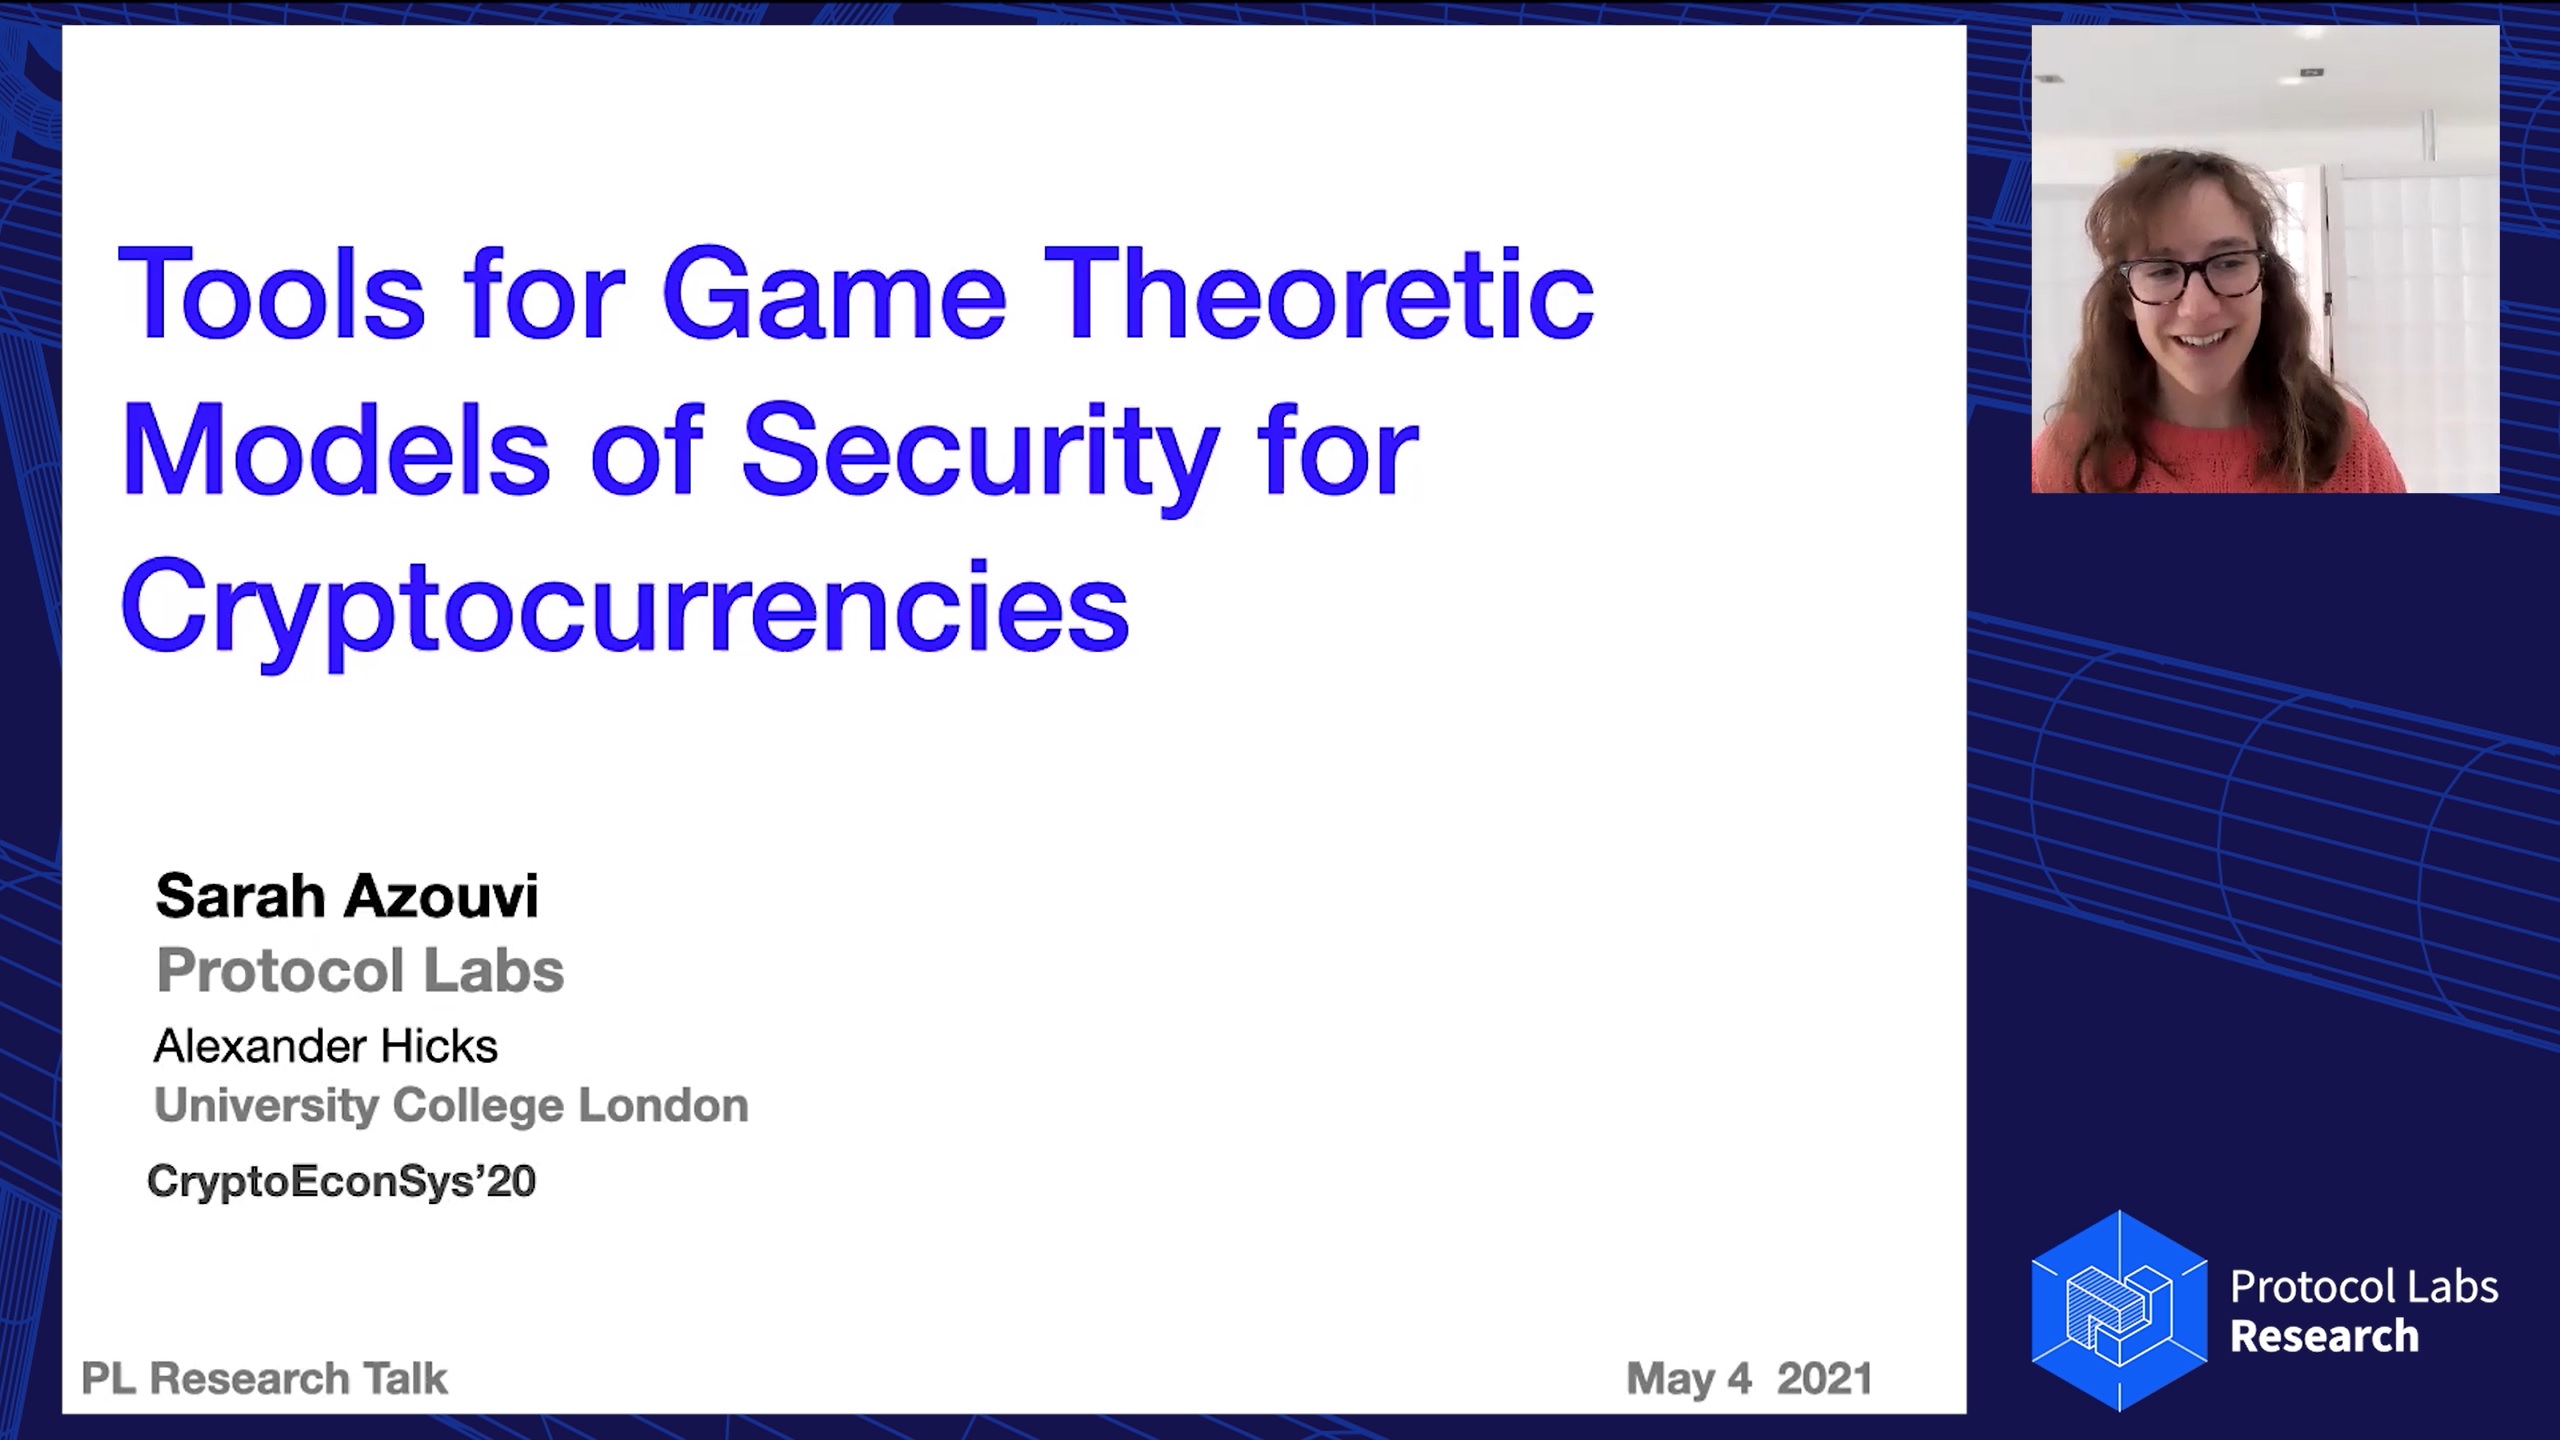 Tools for Game Theoretic
Models of Security for
Cryptocurrencies
Sarah Azouvi
Protocol Labs
Alexander Hicks
University College London
CryptoEconSys’20
PL Research Talk
May 4 2021
Protocol Labs
Research